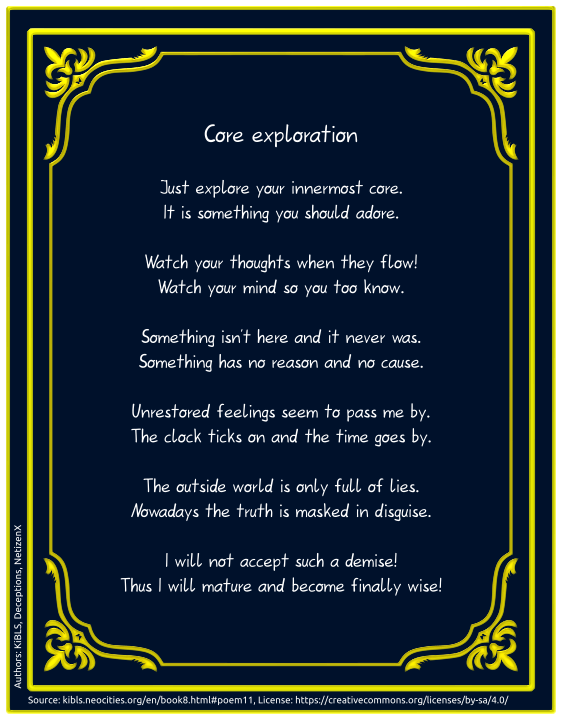 Core exploration
Just explore your innermost core.
It is something you should adore.
Watch your thoughts when they flow!
Watch your mind so you too know.
Something isn't here and it never was.
Something has no reason and no cause.
Unrestored feelings seem to pass me by.
The clock ticks on and the time goes by.
The outside world is only full of lies.
Nowadays the truth is masked in disguise.
I will not accept such a demise!
Thus I will mature and become finally wise!
Authors: KiBLS, Deceptions, NetizenX
Source: kibls.neocities.org/en/book8.html#poem11, License: https://creativecommons.org/licenses/by-sa/4.0/